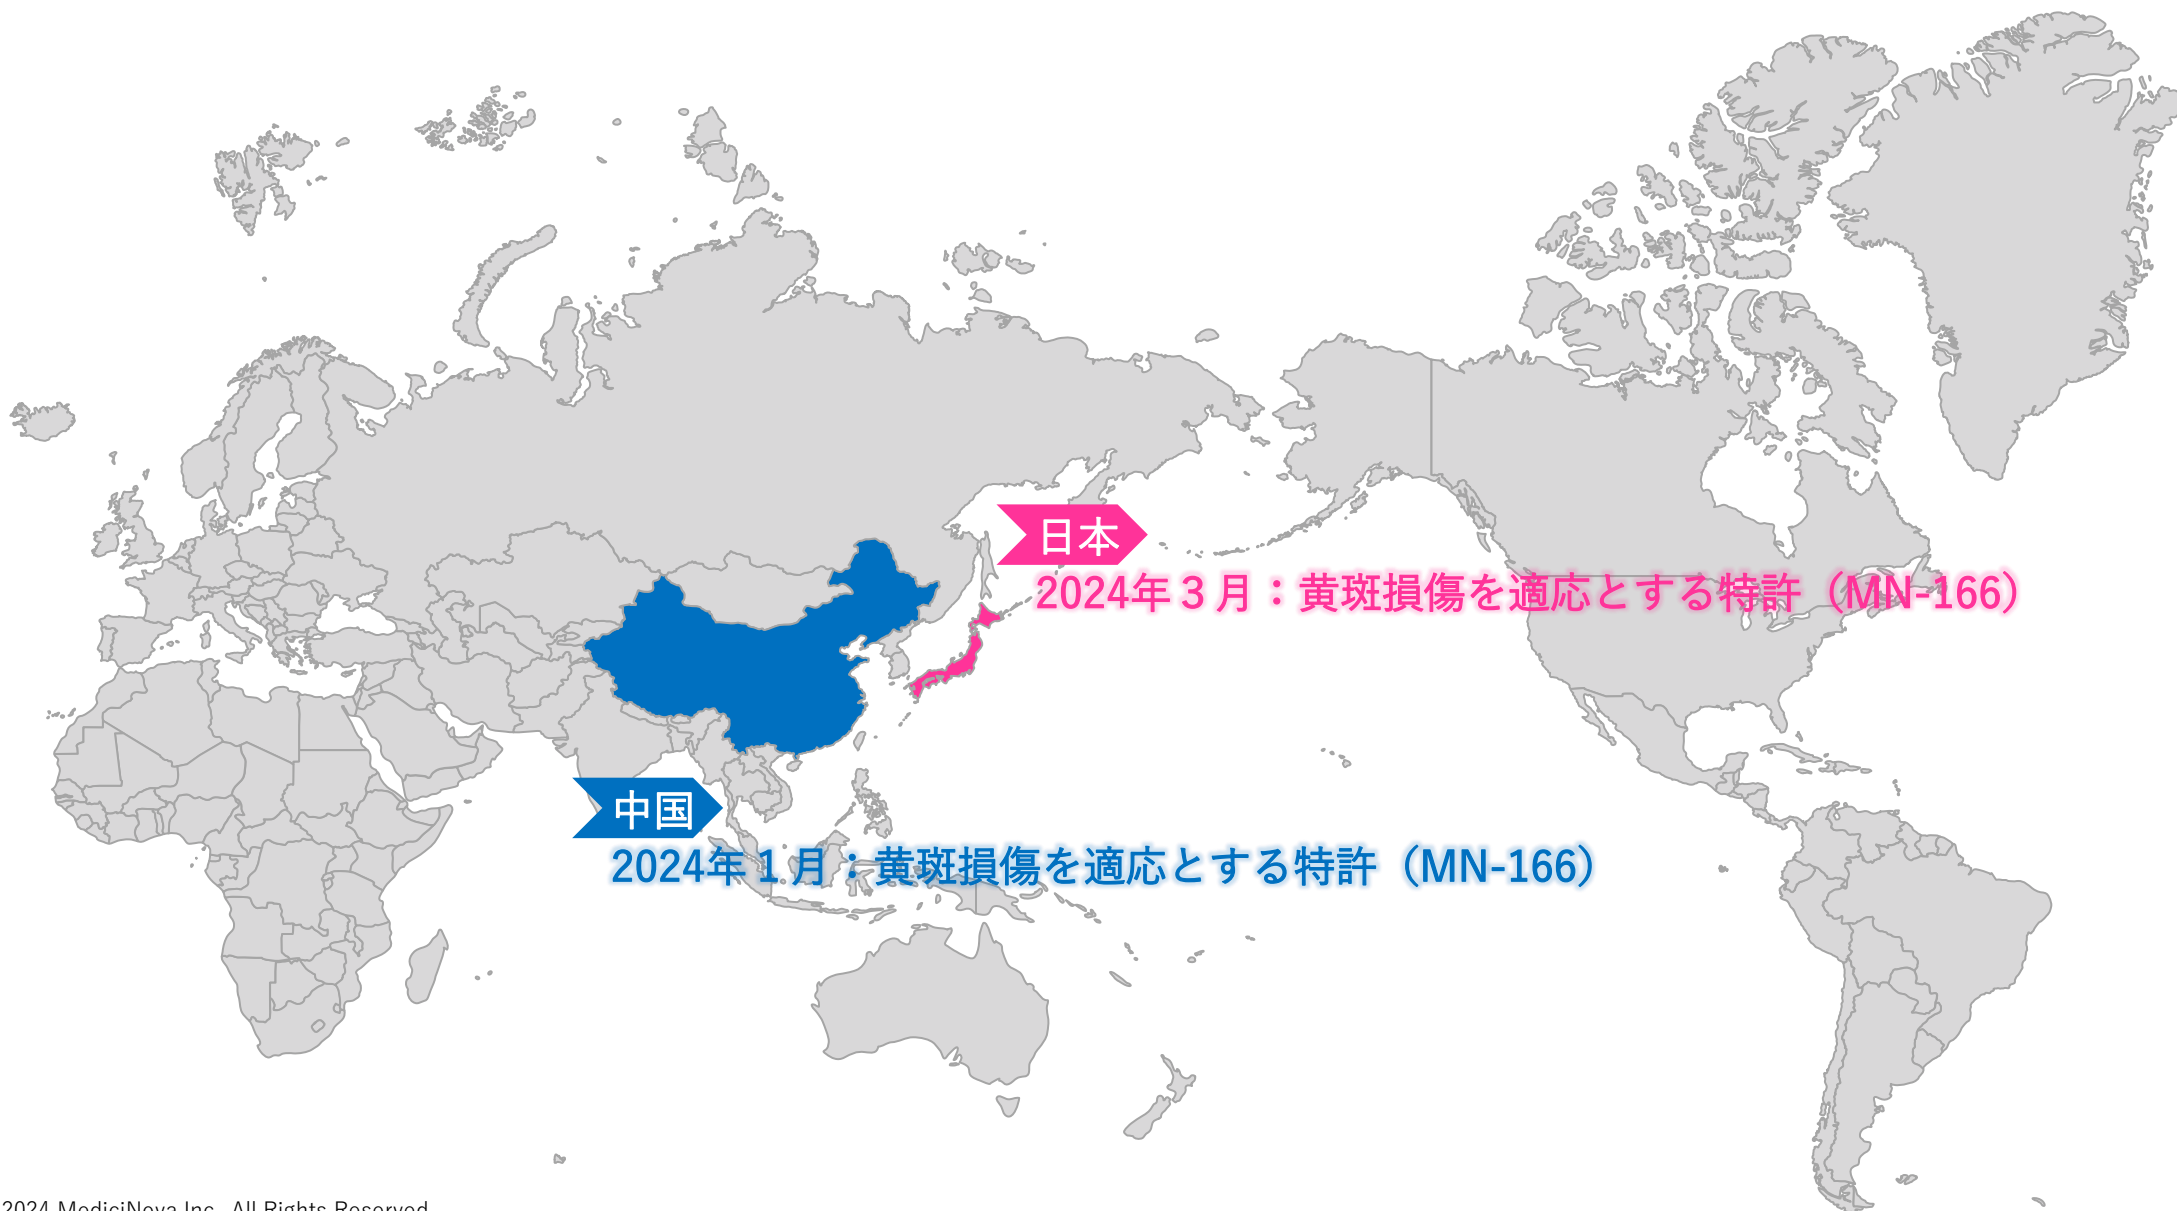 日本
2024年３月：黄斑損傷を適応とする特許（MN-166）
中国
2024年１月：黄斑損傷を適応とする特許（MN-166）
2024 MediciNova Inc. All Rights Reserved